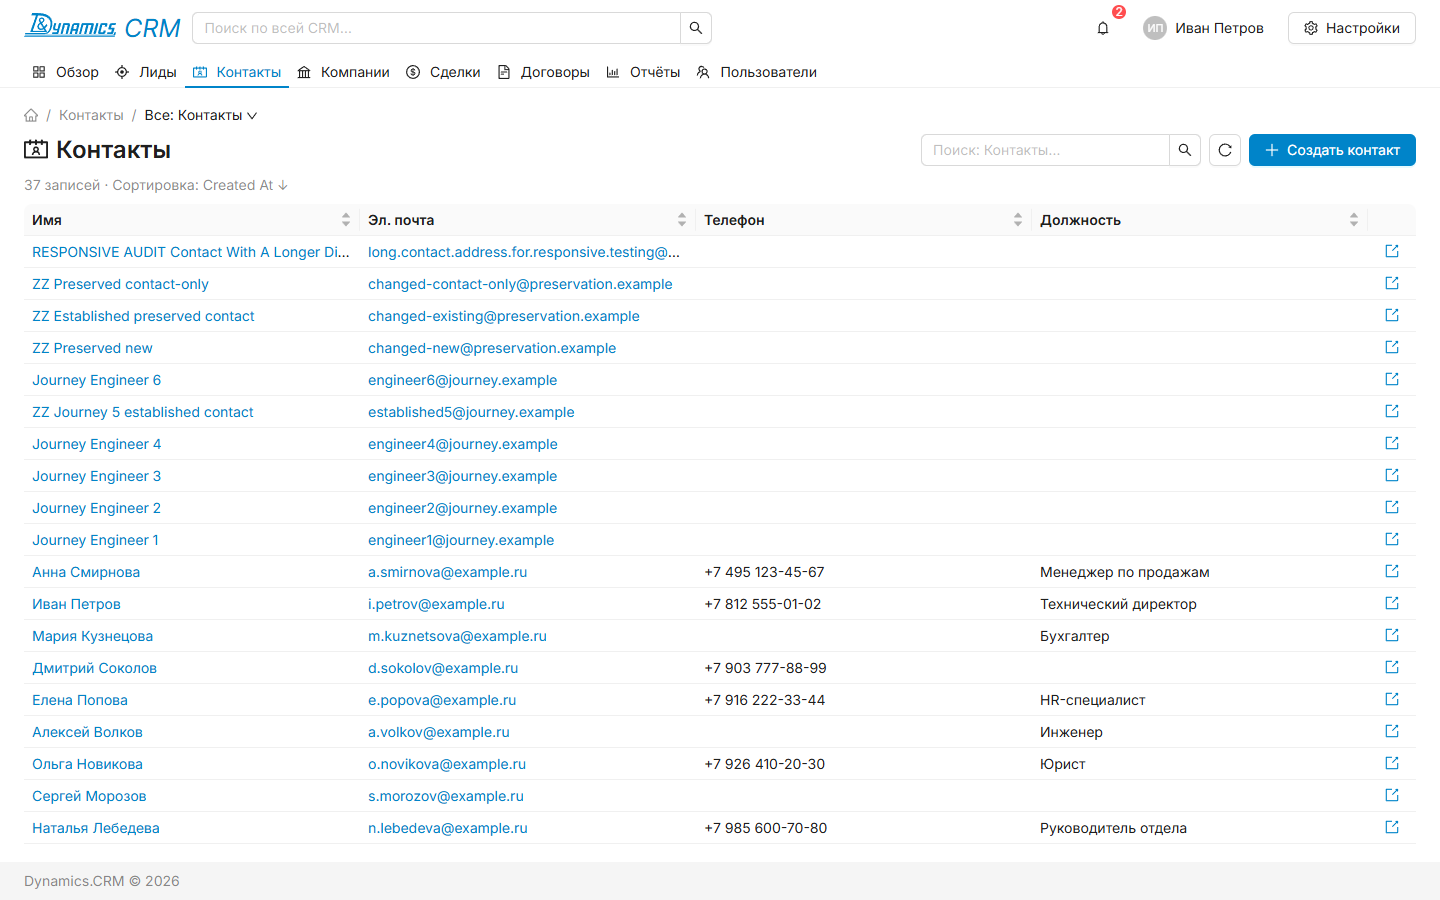 Dynamics CRM
Поиск по всей CRM...
2
ИП Иван Петров
Настройки
Обзор Лиды Контакты Компании Сделки Договоры Отчёты Пользователи
/ Контакты / Все: Контакты
Контакты
Поиск: Контакты...
Создать контакт
37 записей · Сортировка: Created At ↓
Имя Эл. почта Телефон Должность
RESPONSIVE AUDIT Contact With A Longer Di... long.contact.address.for.responsive.testing@...
ZZ Preserved contact-only changed-contact-only@preservation.example
ZZ Established preserved contact changed-existing@preservation.example
ZZ Preserved new changed-new@preservation.example
Journey Engineer 6 engineer6@journey.example
ZZ Journey 5 established contact established5@journey.example
Journey Engineer 4 engineer4@journey.example
Journey Engineer 3 engineer3@journey.example
Journey Engineer 2 engineer2@journey.example
Journey Engineer 1 engineer1@journey.example
Анна Смирнова a.smirnova@example.ru +7 495 123-45-67 Менеджер по продажам
Иван Петров i.petrov@example.ru +7 812 555-01-02 Технический директор
Мария Кузнецова m.kuznetsova@example.ru Бухгалтер
Дмитрий Соколов d.sokolov@example.ru +7 903 777-88-99
Елена Попова e.popova@example.ru +7 916 222-33-44 HR-специалист
Алексей Волков a.volkov@example.ru Инженер
Ольга Новикова o.novikova@example.ru +7 926 410-20-30 Юрист
Сергей Морозов s.morozov@example.ru
Наталья Лебедева n.lebedeva@example.ru +7 985 600-70-80 Руководитель отдела
Dynamics.CRM © 2026